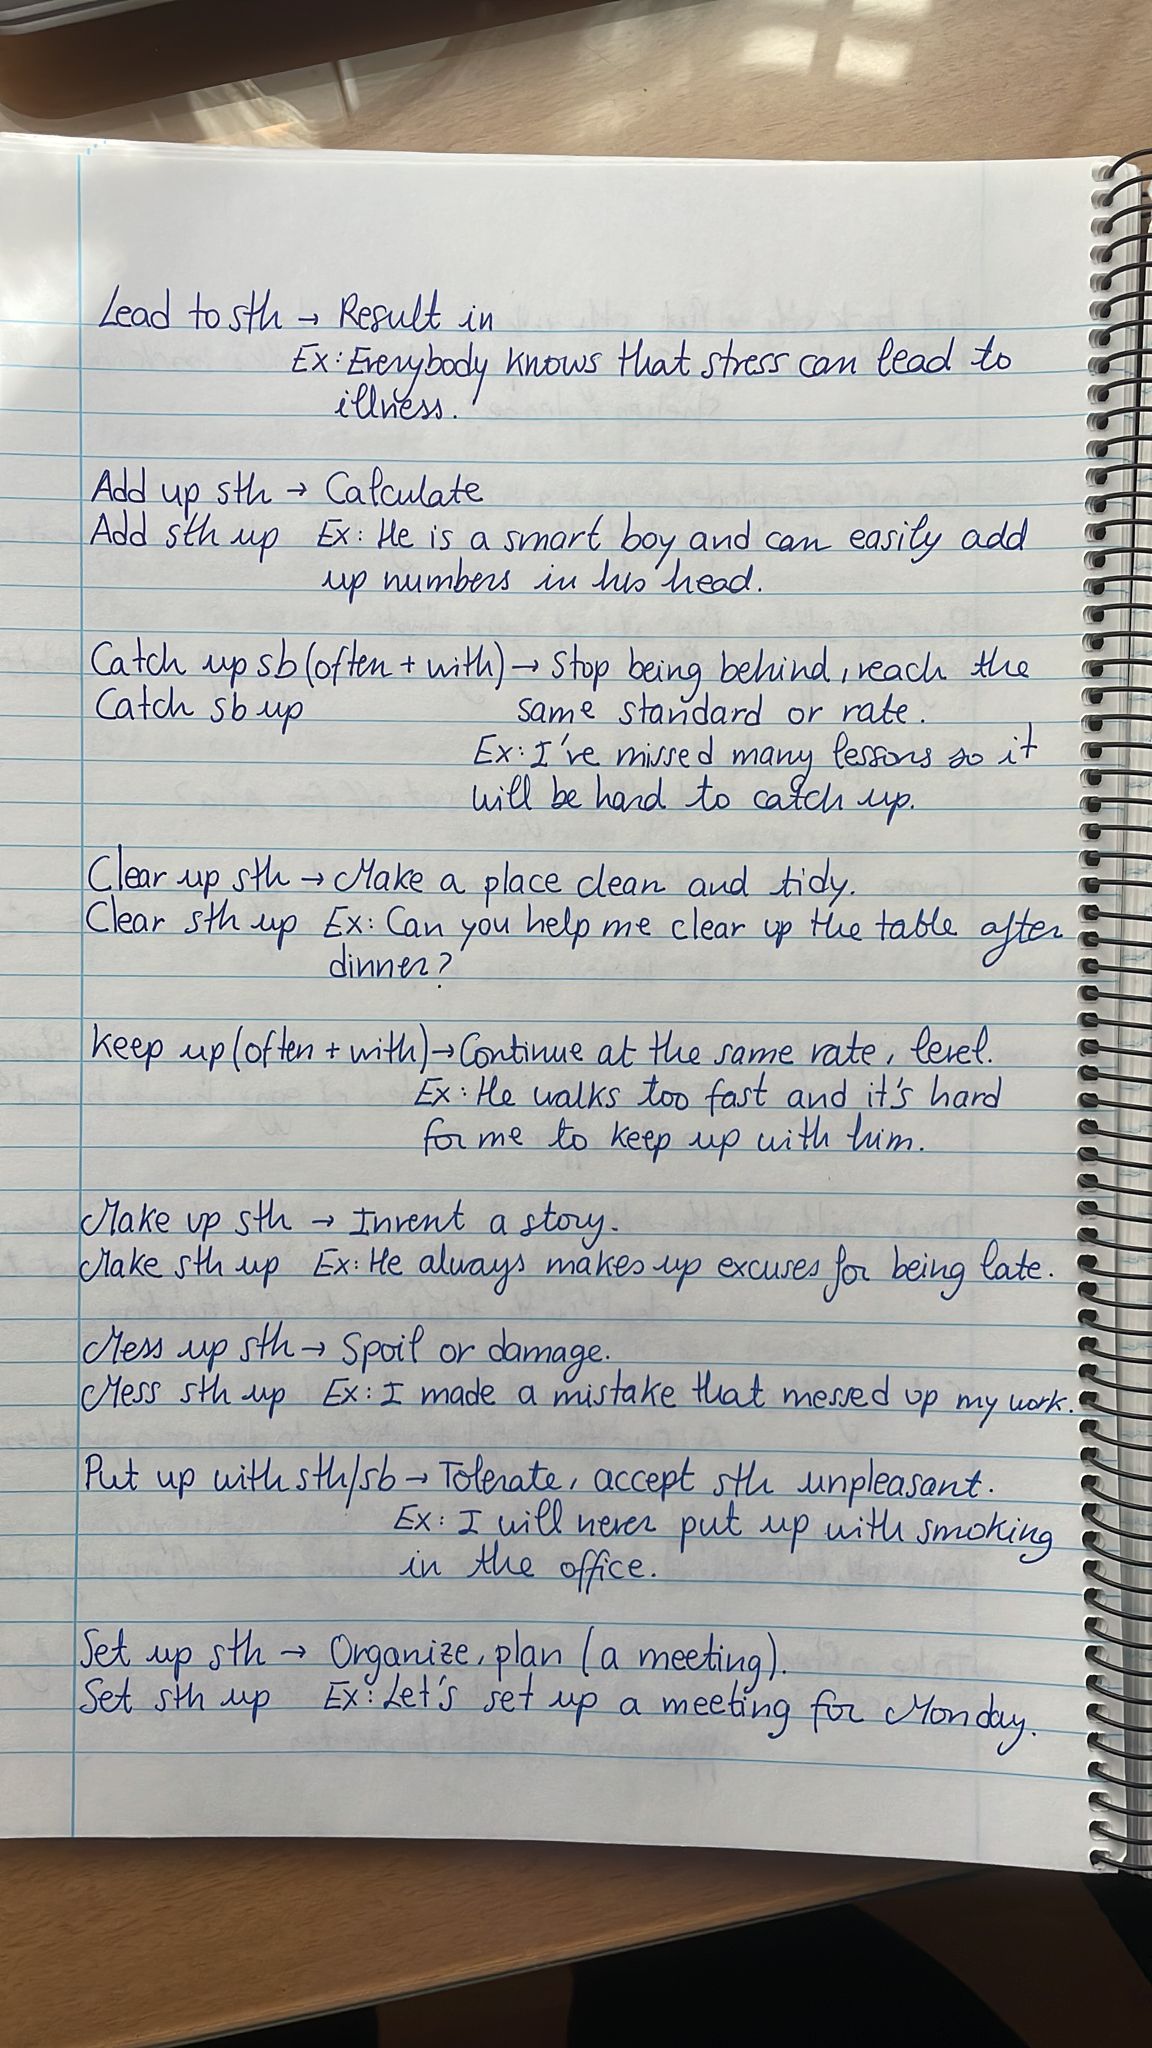 Lead to sth → Result in
Ex: Everybody knows that stress can lead to
illness.
Add up sth → Calculate
Add sth up Ex: He is a smart boy and can easily add
up numbers in his head.
Catch up sb (often + with) → Stop being behind, reach the
Catch sb up same standard or rate.
Ex: I've missed many lessons so it
will be hard to catch up.
Clear up sth → Make a place clean and tidy.
Clear sth up Ex: Can you help me clear up the table after
dinner?
Keep up (often + with) → Continue at the same rate, level.
Ex: He walks too fast and it's hard
for me to keep up with him.
Make up sth → Invent a story.
Make sth up Ex: He always makes up excuses for being late.
Mess up sth → Spoil or damage.
Mess sth up Ex: I made a mistake that messed up my work.
Put up with sth/sb → Tolerate, accept sth unpleasant.
Ex: I will never put up with smoking
in the office.
Set up sth → Organize, plan (a meeting).
Set sth up Ex: Let's set up a meeting for Monday.